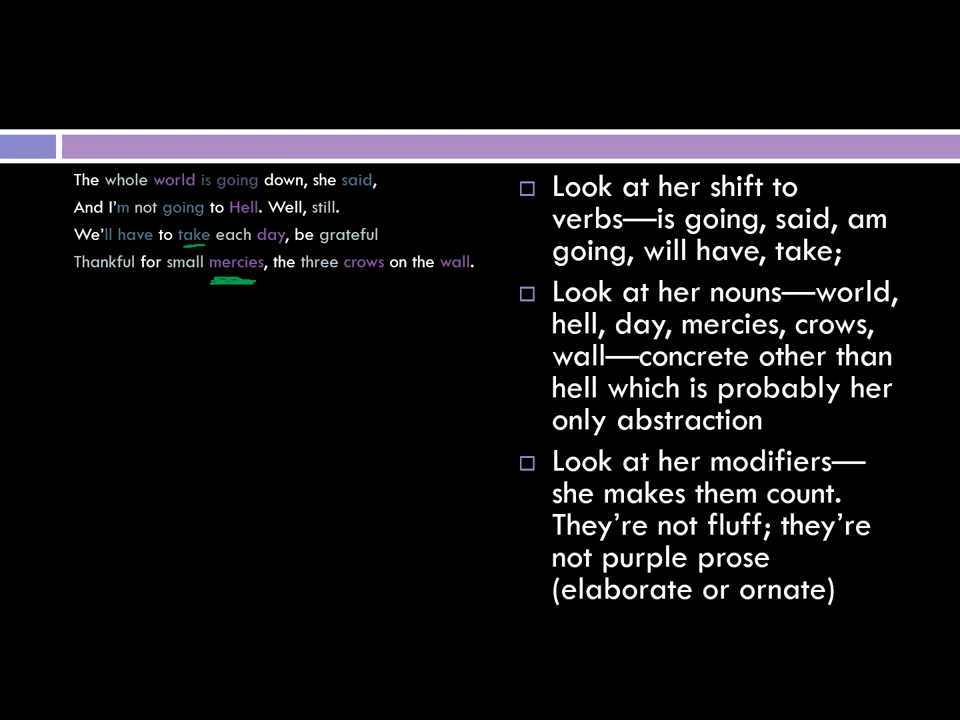 The whole world is going down, she said,
And I'm not going to Hell. Well, still.
We'll have to take each day, be grateful
Thankful for small mercies, the three crows on the wall.
Look at her shift to
verbs—is going, said, am
going, will have, take;
Look at her nouns—world,
hell, day, mercies, crows,
wall—concrete other than
hell which is probably her
only abstraction
Look at her modifiers—
she makes them count.
They're not fluff; they're
not purple prose
(elaborate or ornate)